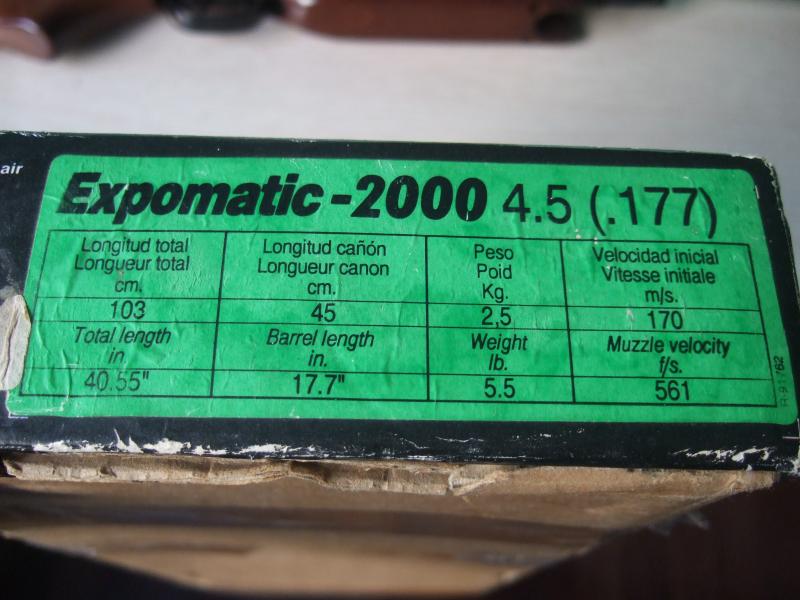 air
Expomatic-2000 4.5 (.177)
Longitud total Longitud cañón Peso Velocidad inicial
Longueur total Longueur canon Poid Vitesse initiale
cm. cm. Kg. m/s.
103 45 2,5 170
Total length Barrel length Weight Muzzle velocity
in. in. lb. f/s.
40.55" 17.7" 5.5 561
R-91/62